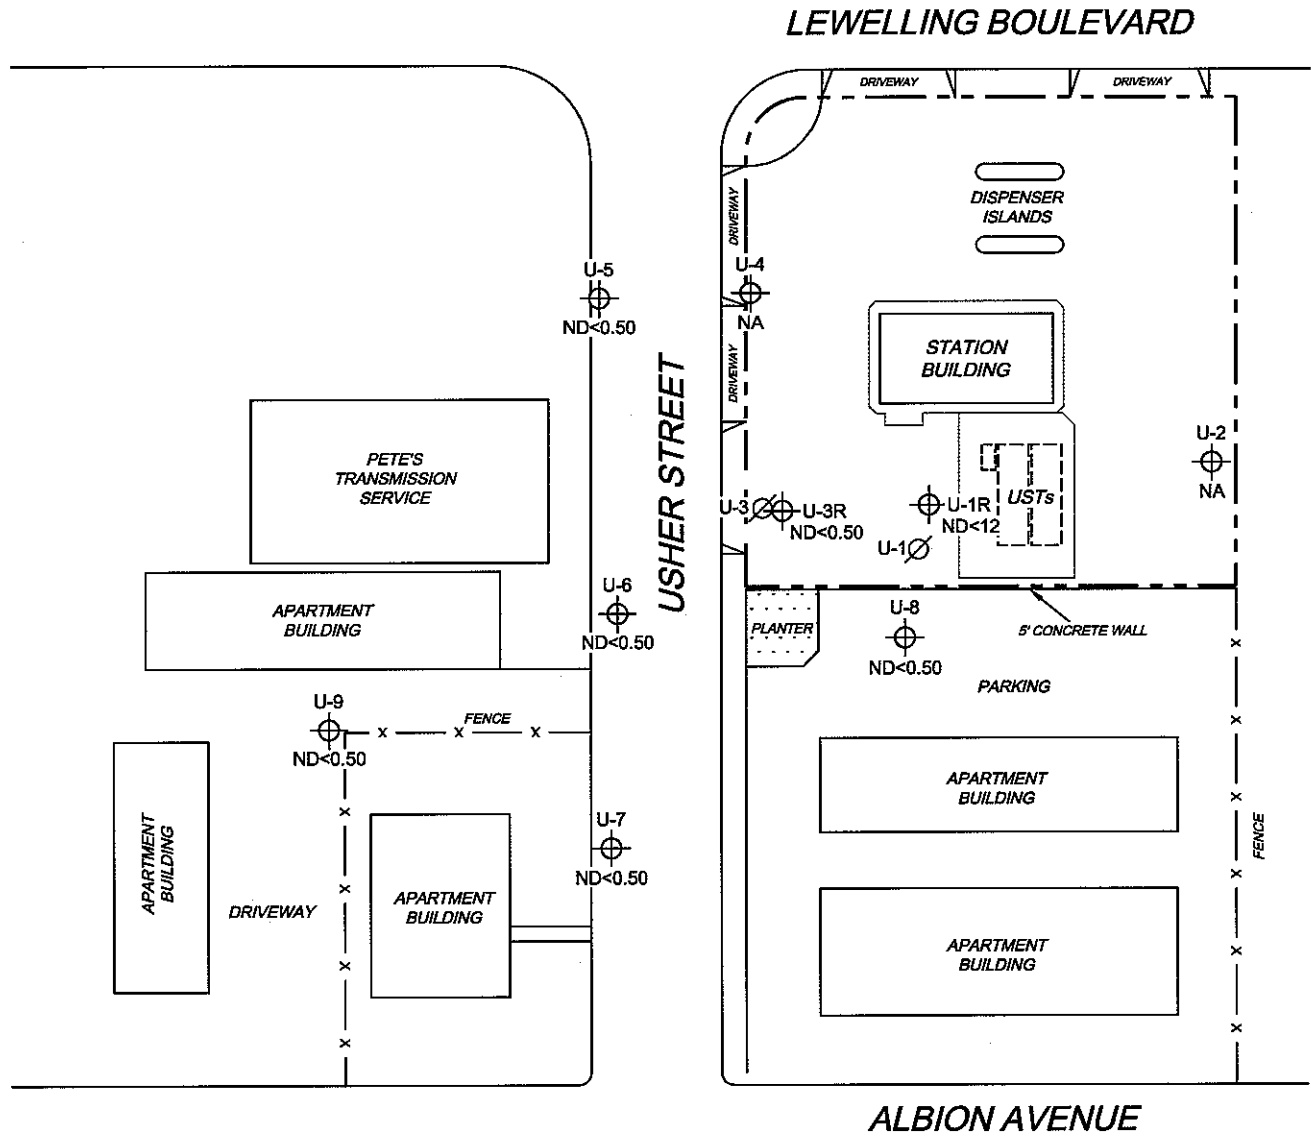 LEWELLING BOULEVARD
DRIVEWAY
DRIVEWAY
DISPENSER
ISLANDS
DRIVEWAY
U-5
ND<0.50
U-4
NA
STATION
BUILDING
DRIVEWAY
USHER STREET
PETE'S
TRANSMISSION
SERVICE
U-2
NA
USTs
U-3
U-3R
ND<0.50
U-1R
ND<12
U-1
APARTMENT
BUILDING
U-6
ND<0.50
PLANTER
U-8
ND<0.50
5' CONCRETE WALL
PARKING
U-9
ND<0.50
x x x
FENCE
x
x
x
x
x
x
x
x
x
x
FENCE
APARTMENT
BUILDING
U-7
ND<0.50
APARTMENT
BUILDING
DRIVEWAY
APARTMENT
BUILDING
APARTMENT
BUILDING
ALBION AVENUE